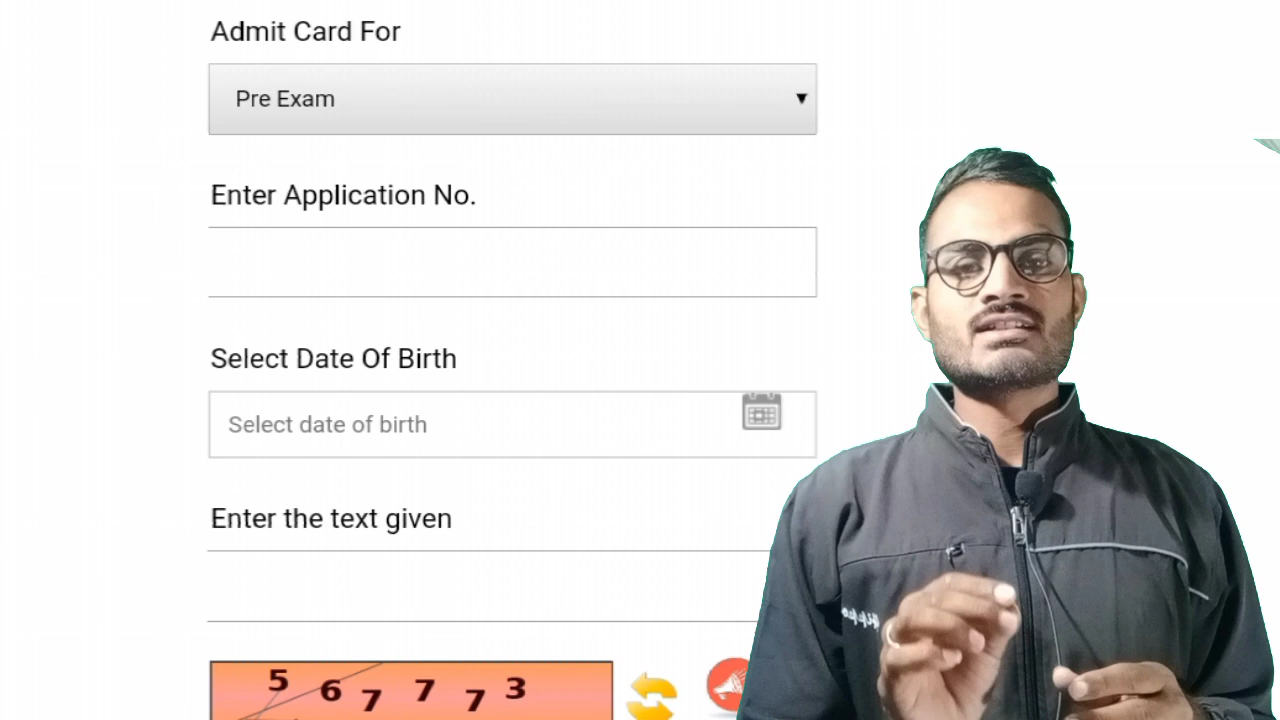 Admit Card For
Pre Exam
Enter Application No.
Select Date Of Birth
Select date of birth
Enter the text given
5 6 7 7 7 3